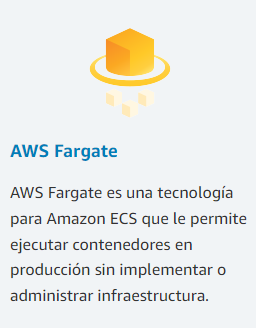 AWS Fargate
AWS Fargate es una tecnología
para Amazon ECS que le permite
ejecutar contenedores en
producción sin implementar o
administrar infraestructura.